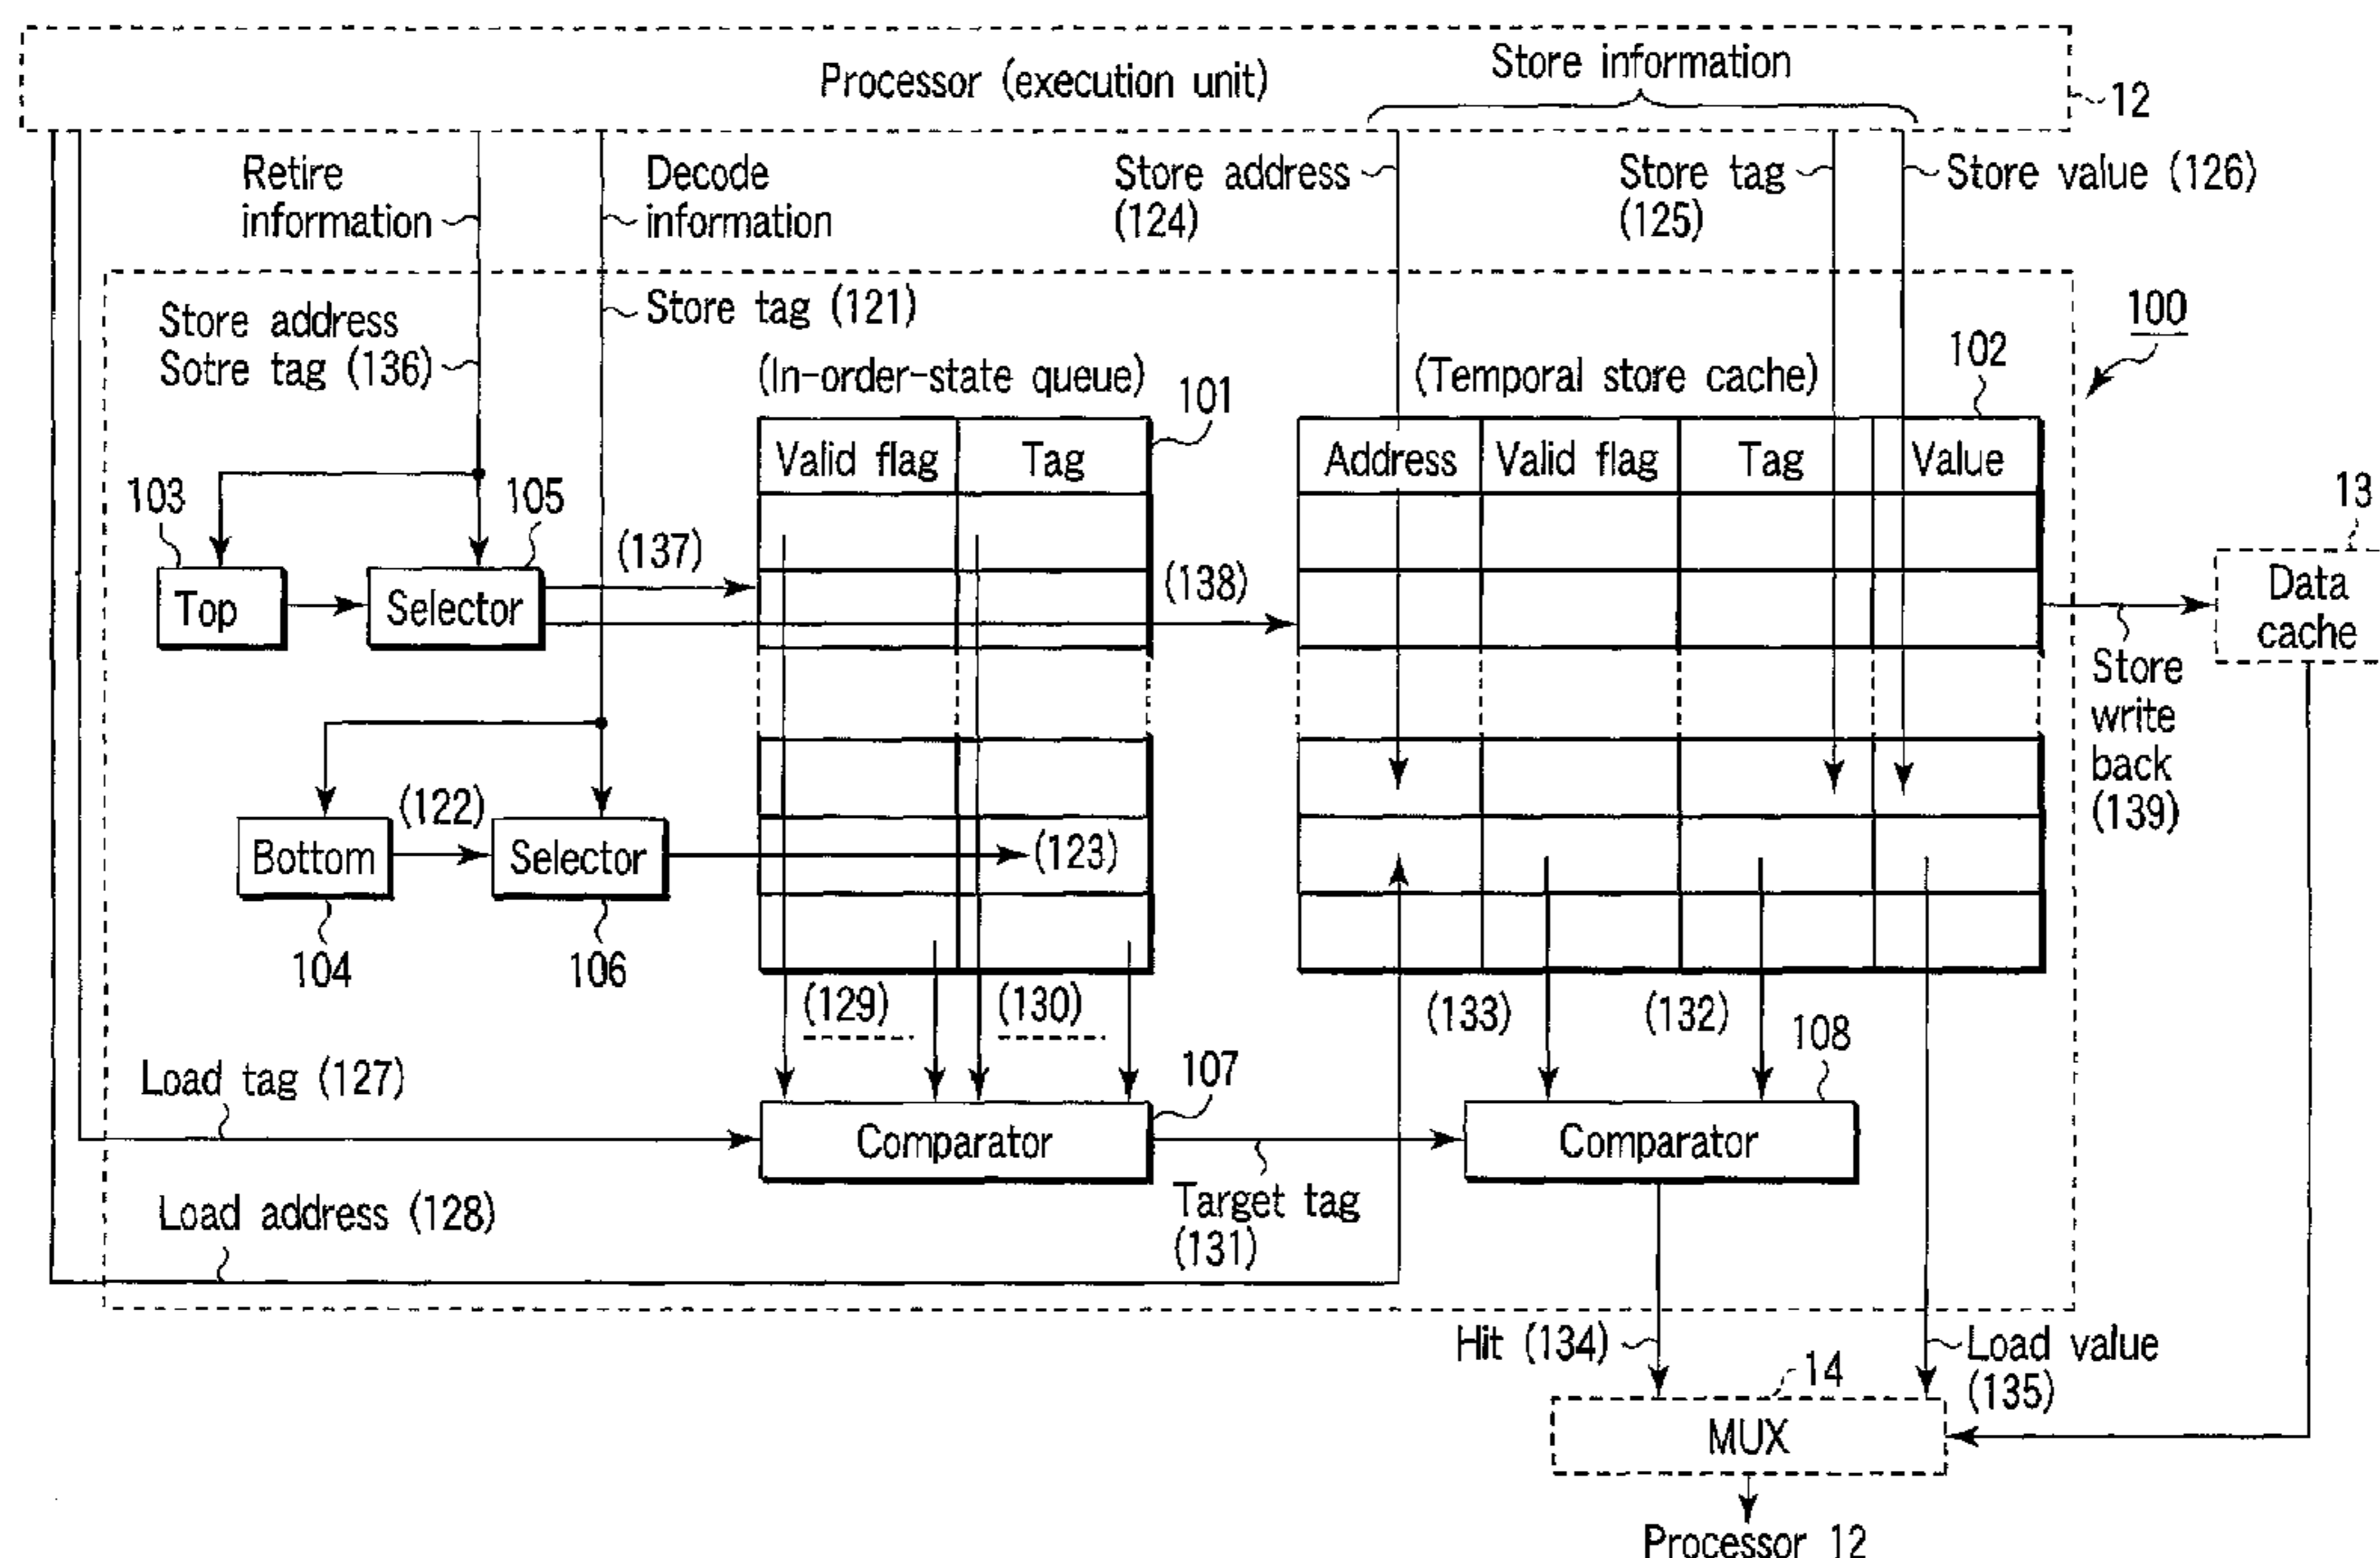 Processor (execution unit)
Store information
12
Retire
information
Decode
information
Store address
(124)
Store tag
(125)
Store value (126)
Store address
Sotre tag (136)
Store tag (121)
100
(In-order-state queue)
101
(Temporal store cache)
102
Valid flag
Tag
Address
Valid flag
Tag
Value
103
105
(137)
(138)
13
Top
Selector
Data
cache
Store
write
back
(139)
(122)
Bottom
Selector
(123)
104
106
(129)
(130)
(133)
(132)
108
107
Load tag (127)
Comparator
Comparator
Target tag
(131)
Load address (128)
Hit (134)
Load value
(135)
14
MUX
Processor 12